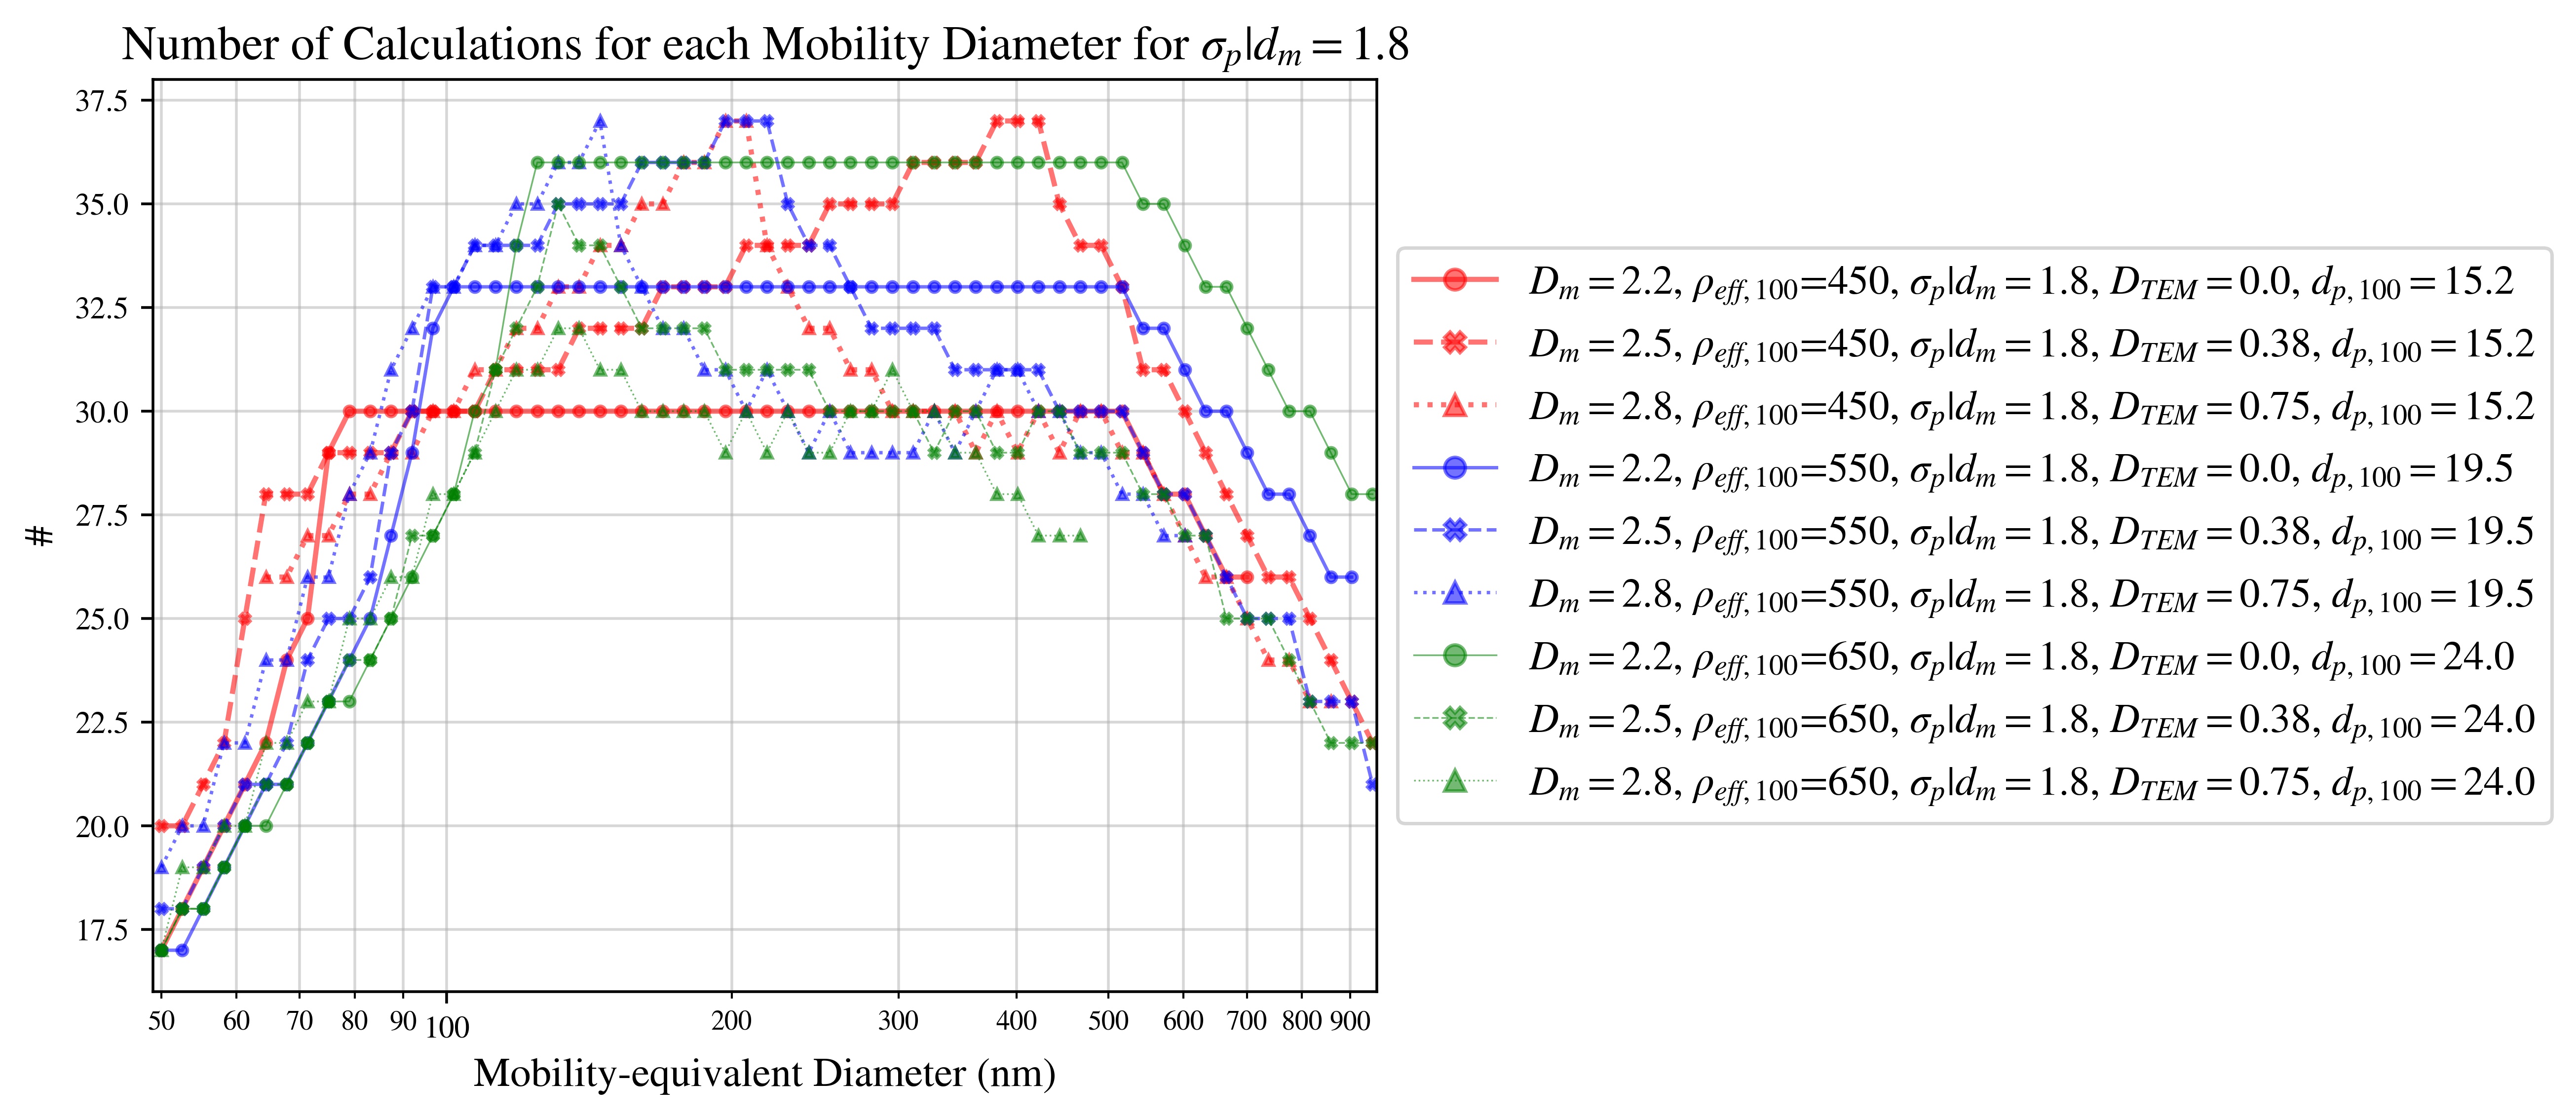 Number of Calculations for each Mobility Diameter for σp|dm = 1.8
37.5
35.0
32.5
30.0
27.5
25.0
22.5
20.0
17.5
#
50 60 70 80 90 100 200 300 400 500 600 700 800 900
Mobility-equivalent Diameter (nm)
Dm = 2.2, ρeff, 100=450, σp|dm = 1.8, DTEM = 0.0, dp, 100 = 15.2
Dm = 2.5, ρeff, 100=450, σp|dm = 1.8, DTEM = 0.38, dp, 100 = 15.2
Dm = 2.8, ρeff, 100=450, σp|dm = 1.8, DTEM = 0.75, dp, 100 = 15.2
Dm = 2.2, ρeff, 100=550, σp|dm = 1.8, DTEM = 0.0, dp, 100 = 19.5
Dm = 2.5, ρeff, 100=550, σp|dm = 1.8, DTEM = 0.38, dp, 100 = 19.5
Dm = 2.8, ρeff, 100=550, σp|dm = 1.8, DTEM = 0.75, dp, 100 = 19.5
Dm = 2.2, ρeff, 100=650, σp|dm = 1.8, DTEM = 0.0, dp, 100 = 24.0
Dm = 2.5, ρeff, 100=650, σp|dm = 1.8, DTEM = 0.38, dp, 100 = 24.0
Dm = 2.8, ρeff, 100=650, σp|dm = 1.8, DTEM = 0.75, dp, 100 = 24.0